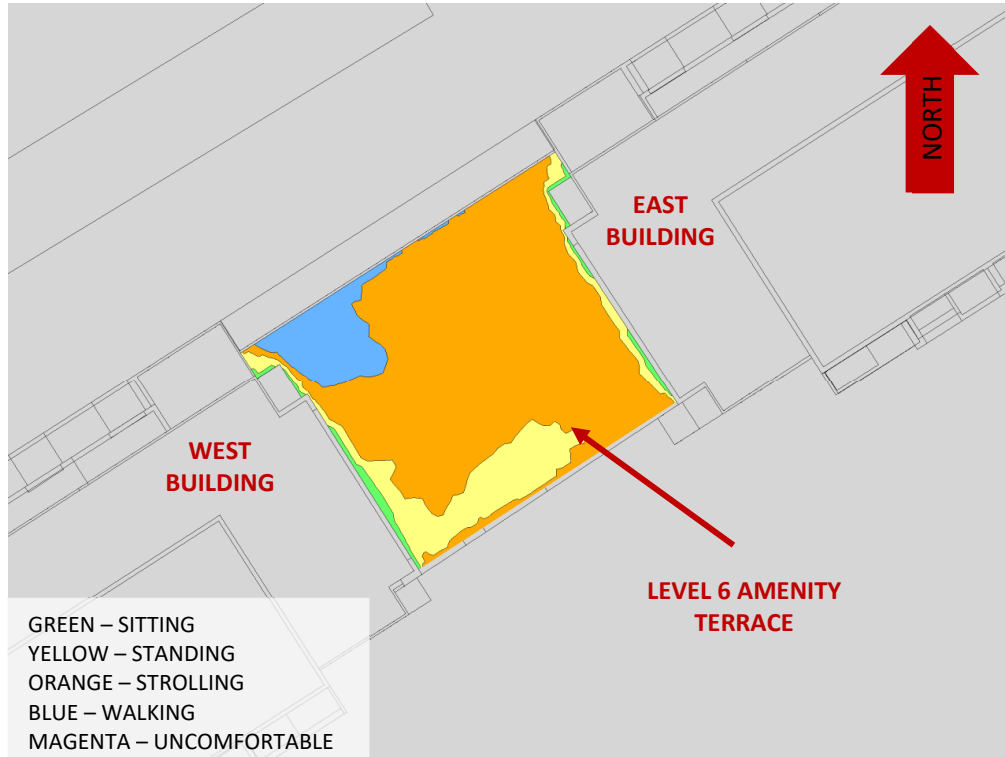 NORTH
EAST
BUILDING
WEST
BUILDING
LEVEL 6 AMENITY
TERRACE
GREEN – SITTING
YELLOW – STANDING
ORANGE – STROLLING
BLUE – WALKING
MAGENTA – UNCOMFORTABLE